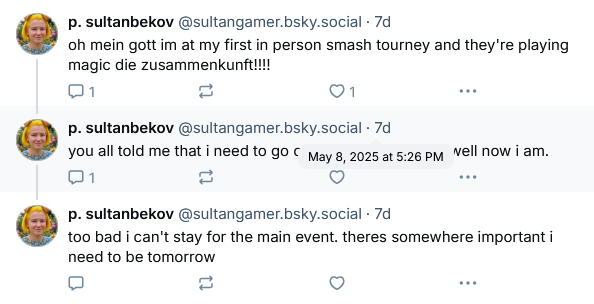 p. sultanbekov @sultangamer.bsky.social · 7d
oh mein gott im at my first in person smash tourney and they're playing
magic die zusammenkunft!!!!
1
1
p. sultanbekov @sultangamer.bsky.social · 7d
you all told me that i need to go well now i am.
May 8, 2025 at 5:26 PM
1
p. sultanbekov @sultangamer.bsky.social · 7d
too bad i can't stay for the main event. theres somewhere important i
need to be tomorrow